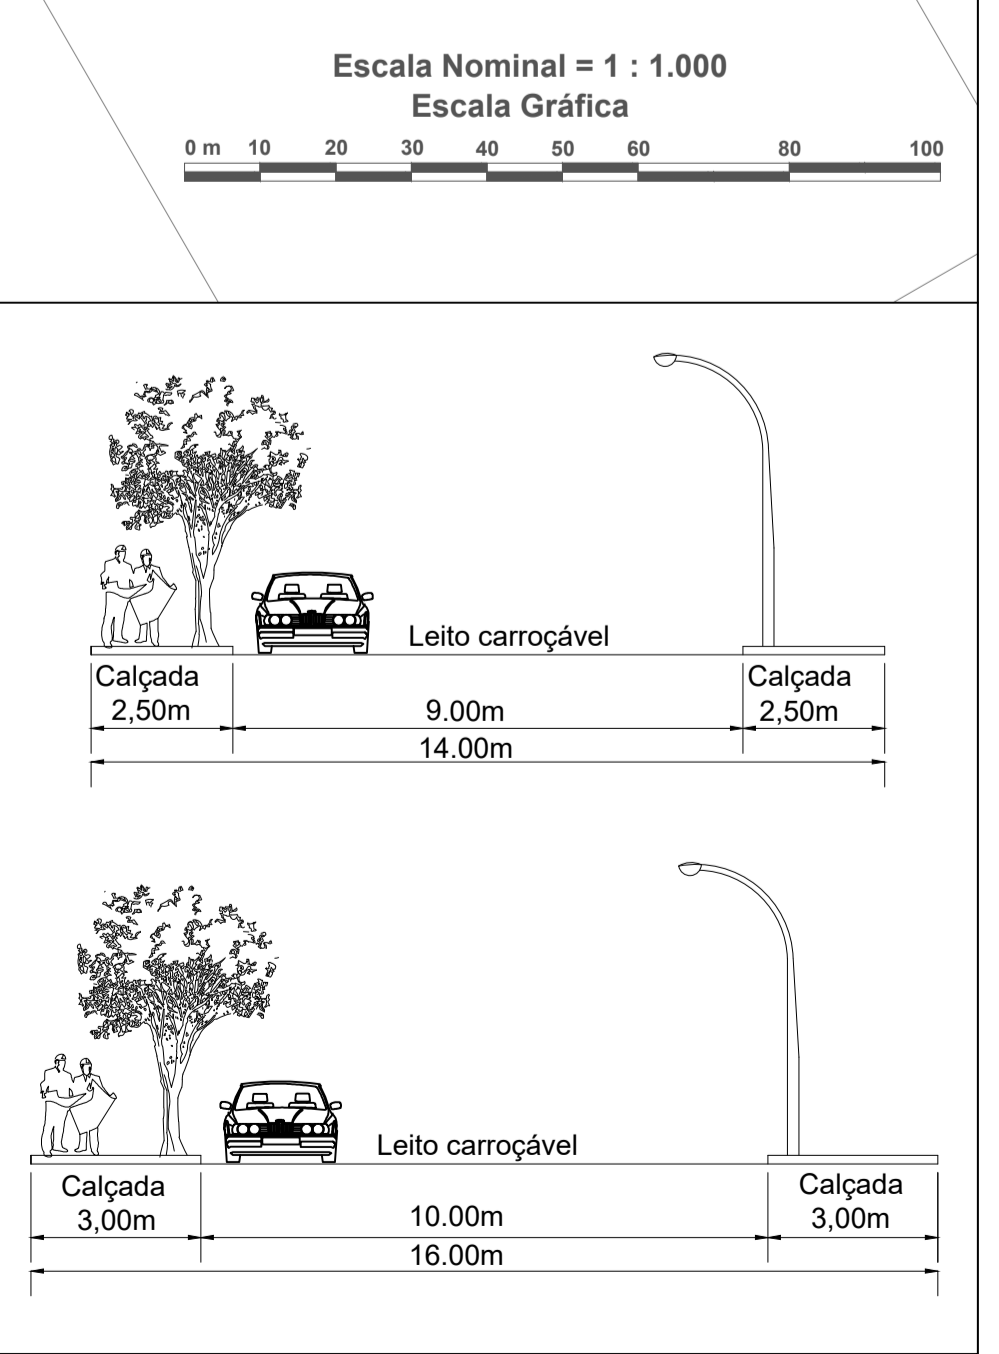 Escala Nominal = 1 : 1.000
Escala Gráfica
0 m 10 20 30 40 50 60 80 100
Leito carroçável
Calçada
2,50m
9.00m
Calçada
2,50m
14.00m
Leito carroçável
Calçada
3,00m
10.00m
Calçada
3,00m
16.00m